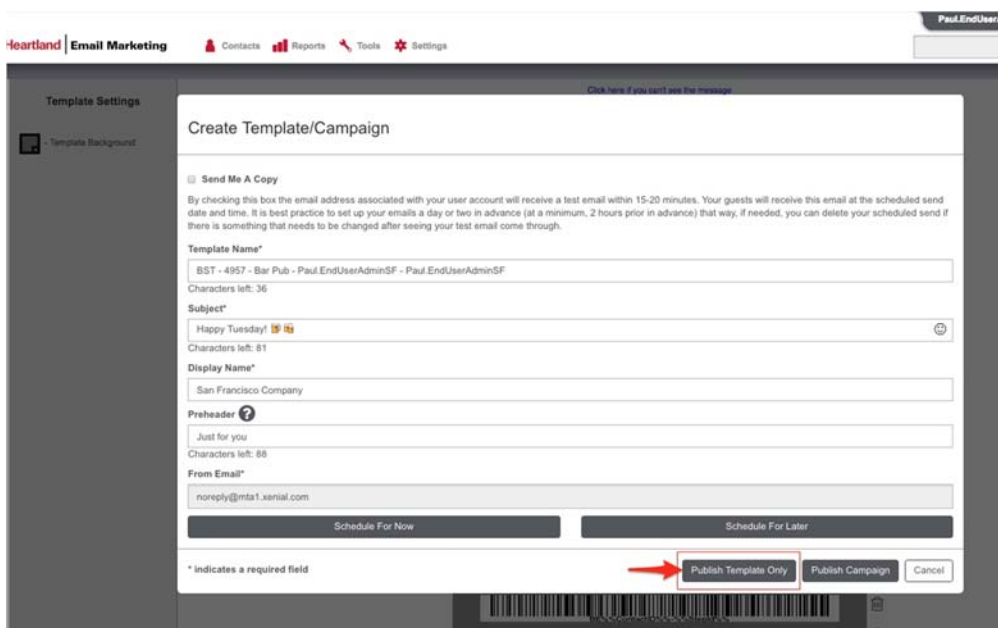 Paul.EndUser
Heartland | Email Marketing
Contacts Reports Tools Settings
Click here if you can't see the message
Template Settings
- Template Background
Create Template/Campaign
Send Me A Copy
By checking this box the email address associated with your user account will receive a test email within 15-20 minutes. Your guests will receive this email at the scheduled send
date and time. It is best practice to set up your emails a day or two in advance (at a minimum, 2 hours prior in advance) that way, if needed, you can delete your scheduled send if
there is something that needs to be changed after seeing your test email come through.
Template Name*
BST - 4957 - Bar Pub - Paul.EndUserAdminSF - Paul.EndUserAdminSF
Characters left: 36
Subject*
Happy Tuesday! 🍺 🍻
Characters left: 81
Display Name*
San Francisco Company
Preheader ?
Just for you
Characters left: 88
From Email*
noreply@mta1.xenial.com
Schedule For Now Schedule For Later
* indicates a required field Publish Template Only Publish Campaign Cancel